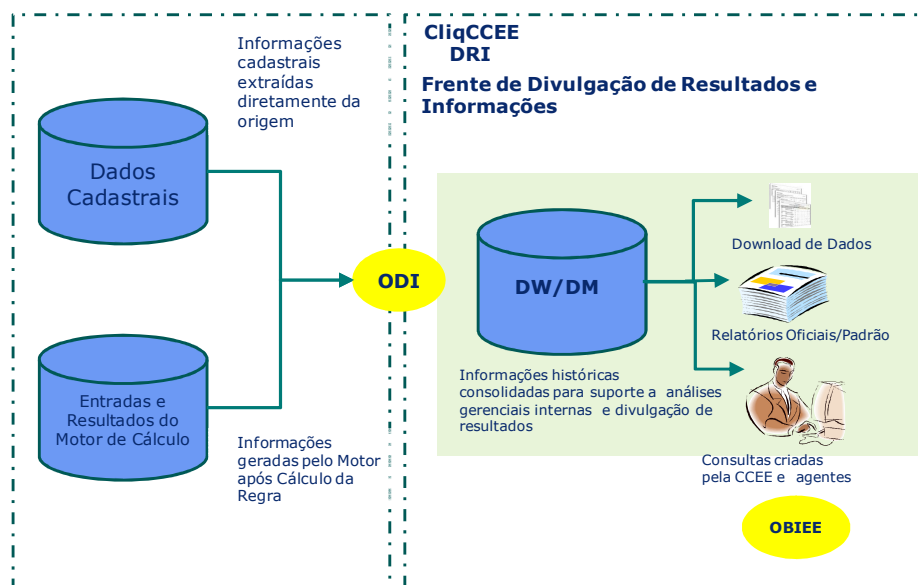 Informações
cadastrais
extraídas
diretamente da
origem
Dados
Cadastrais
Entradas e
Resultados do
Motor de Cálculo
Informações
geradas pelo Motor
após Cálculo da
Regra
ODI
CliqCCEE
DRI
Frente de Divulgação de Resultados e
Informações
DW/DM
Informações históricas
consolidadas para suporte a análises
gerenciais internas e divulgação de
resultados
Download de Dados
Relatórios Oficiais/Padrão
Consultas criadas
pela CCEE e agentes
OBIEE